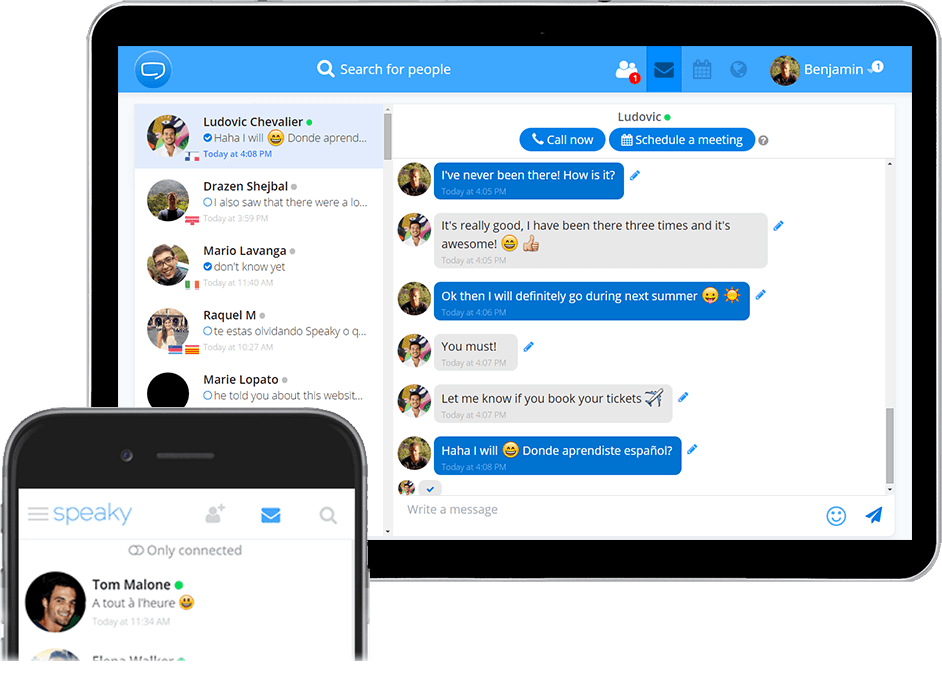 Search for people
1
Benjamin
1
Ludovic Chevalier
Haha I will 😄 Donde aprend...
Today at 4:08 PM
Drazen Shejbal
I also saw that there were a lo...
Today at 3:59 PM
Mario Lavanga
don't know yet
Today at 11:40 AM
Raquel M
te estas olvidando Speaky o q...
Today at 10:27 AM
Marie Lopato
he told you about this websit...
Ludovic
Call now
Schedule a meeting
?
I've never been there! How is it?
Today at 4:05 PM
It's really good, I have been there three times and it's
awesome! 😄 👍
Today at 4:05 PM
Ok then I will definitely go during next summer 😛 ☀️
Today at 4:06 PM
You must!
Today at 4:07 PM
Let me know if you book your tickets ✈️
Today at 4:07 PM
Haha I will 😄 Donde aprendiste español?
Today at 4:08 PM
Write a message
speaky
Only connected
Tom Malone
A tout à l'heure 😃
Today at 11:34 AM
Elena Walker